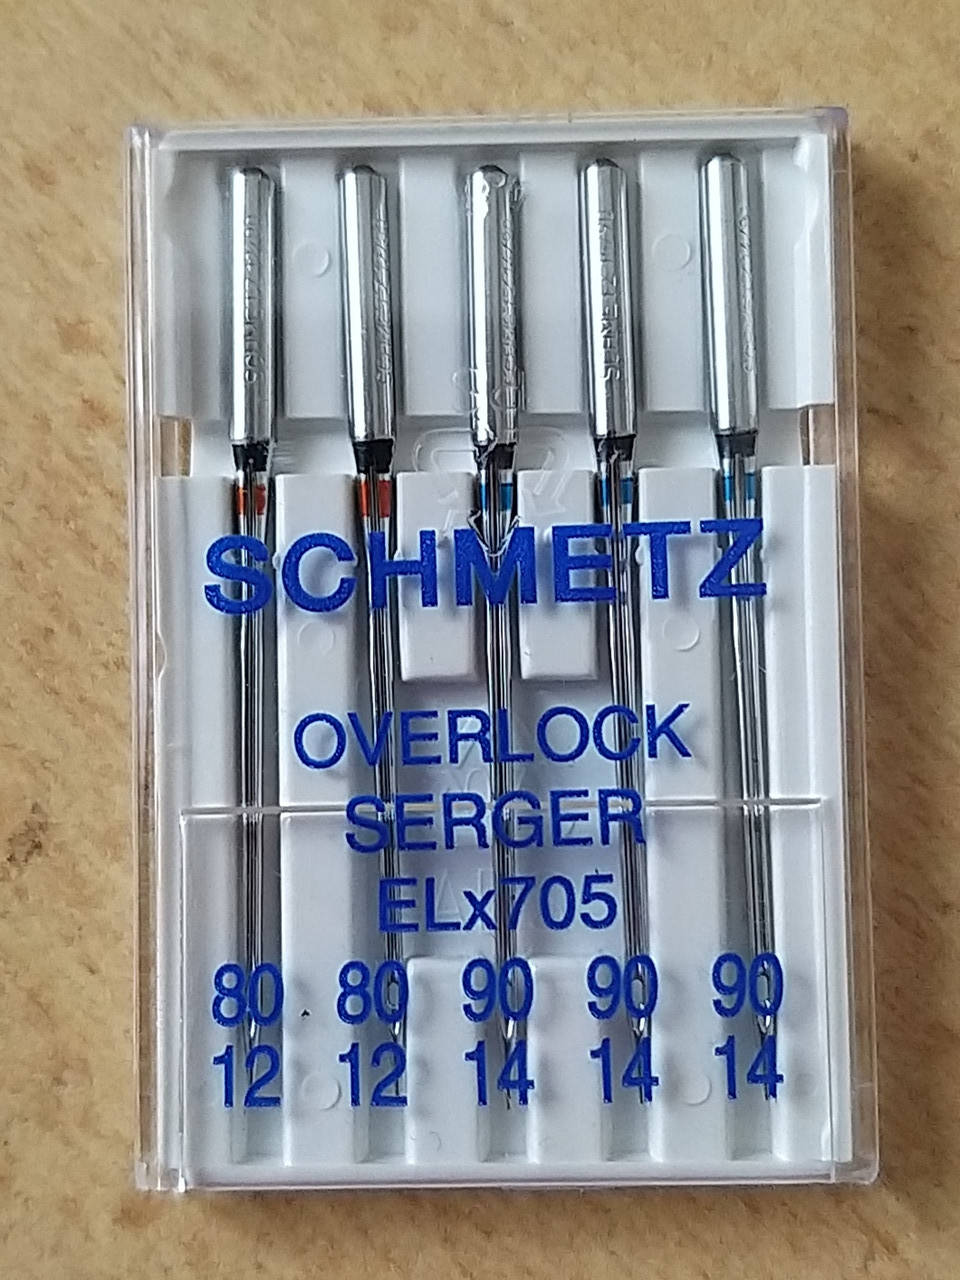 SCHMETZ
OVERLOCK
SERGER
ELx705
80 80 90 90 90
12 12 14 14 14